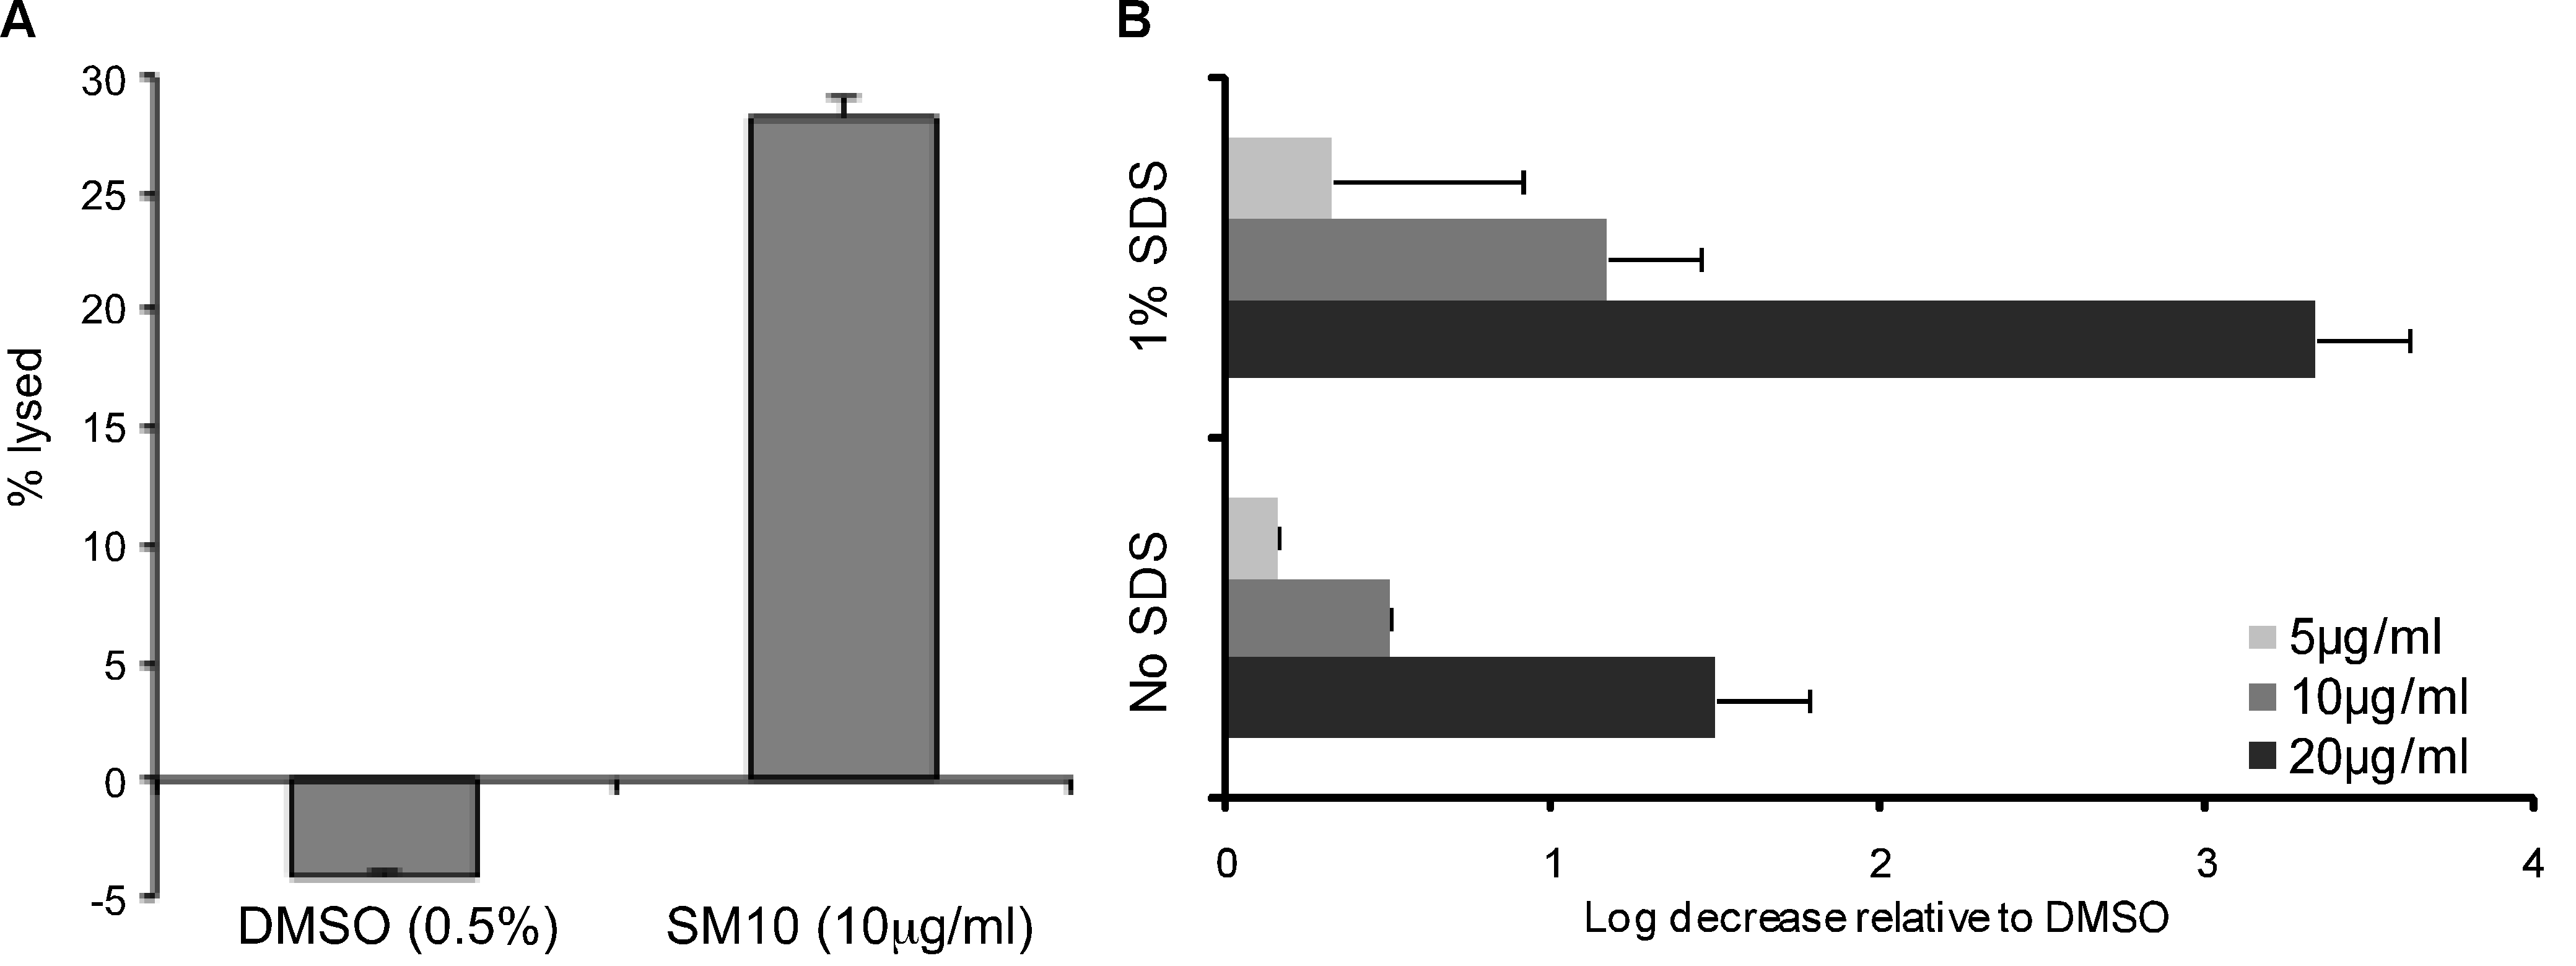 A
30
25
20
15
10
5
0
-5
% lysed
DMSO (0.5%)
SM10 (10μg/ml)
B
1% SDS
No SDS
5µg/ml
10µg/ml
20µg/ml
0 1 2 3 4
Log decrease relative to DMSO